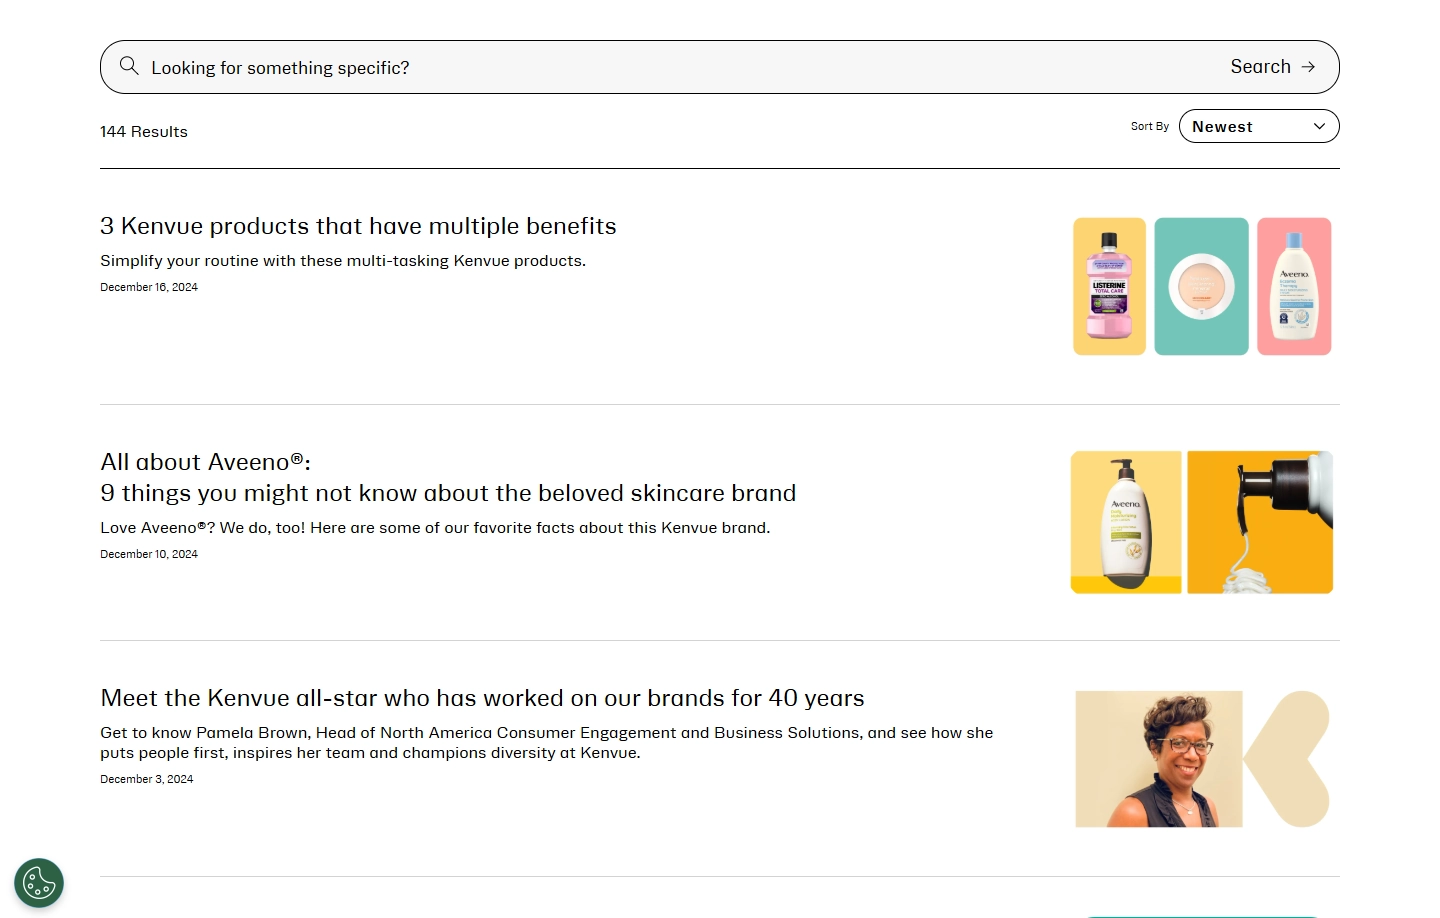 Looking for something specific?
Search
144 Results
Sort By
Newest
3 Kenvue products that have multiple benefits
Simplify your routine with these multi-tasking Kenvue products.
December 16, 2024
LISTERINE
TOTAL CARE
Aveeno
Eczema
Therapy
All about Aveeno®:
9 things you might not know about the beloved skincare brand
Love Aveeno®? We do, too! Here are some of our favorite facts about this Kenvue brand.
December 10, 2024
Aveeno
Meet the Kenvue all-star who has worked on our brands for 40 years
Get to know Pamela Brown, Head of North America Consumer Engagement and Business Solutions, and see how she
puts people first, inspires her team and champions diversity at Kenvue.
December 3, 2024